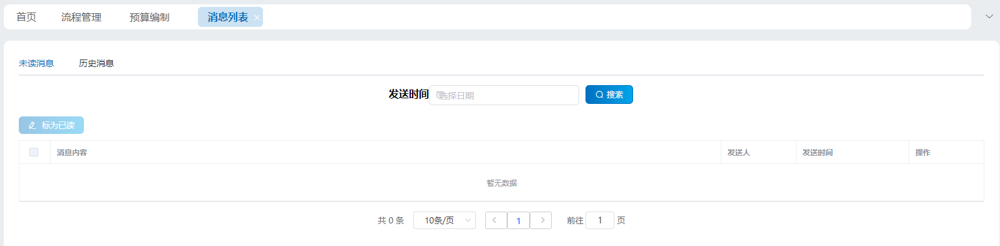 首页 流程管理 预算编制 消息列表
未读消息 历史消息
发送时间 选择日期 搜索
标为已读
消息内容 发送人 发送时间 操作
暂无数据
共 0 条 10条/页 1 前往 1 页